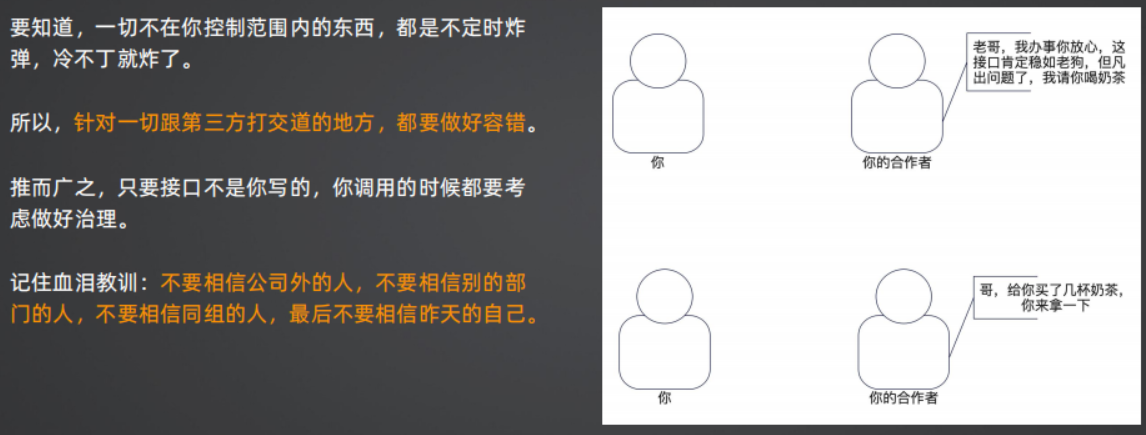 要知道，一切不在你控制范围内的东西，都是不定时炸
弹，冷不丁就炸了。
所以，针对一切跟第三方打交道的地方，都要做好容错。
推而广之，只要接口不是你写的，你调用的时候都要考
虑做好治理。
记住血泪教训：不要相信公司外的人，不要相信别的部
门的人，不要相信同组的人，最后不要相信昨天的自己。
老哥，我办事你放心，这
接口肯定稳如老狗，但凡
出问题了，我请你喝奶茶
你
你的合作者
哥，给你买了几杯奶茶，
你来拿一下
你
你的合作者